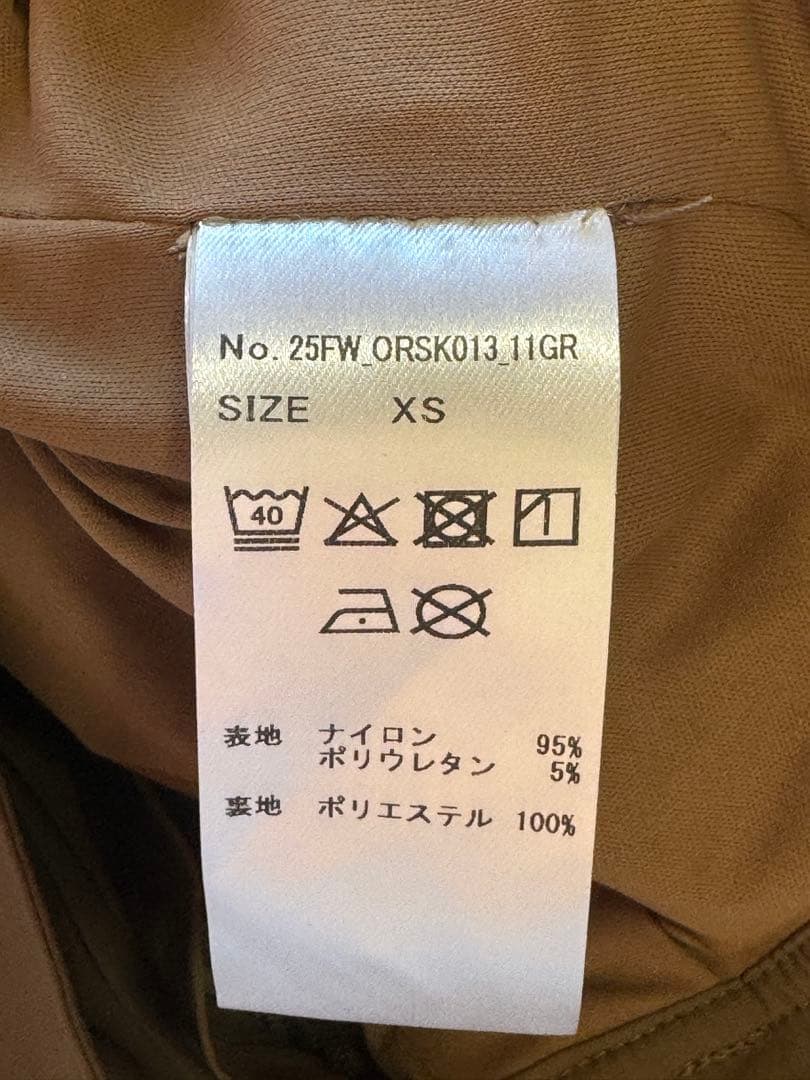 No. 25FW_ORSK013_11GR
SIZE XS
40
表地 ナイロン 95%
ポリウレタン 5%
裏地 ポリエステル 100%